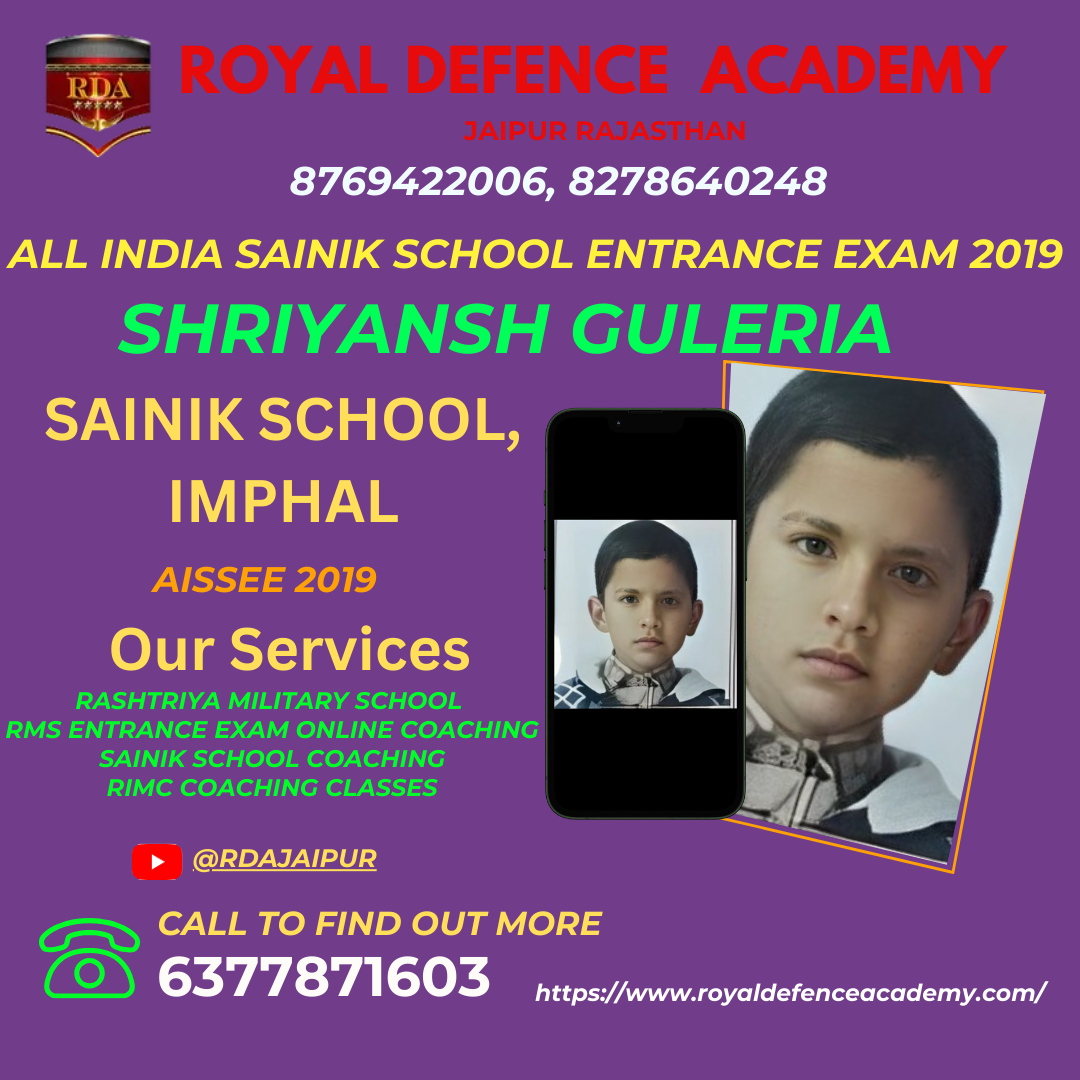 RDA
ROYAL DEFENCE ACADEMY
JAIPUR RAJASTHAN
8769422006, 8278640248
ALL INDIA SAINIK SCHOOL ENTRANCE EXAM 2019
SHRIYANSH GULERIA
SAINIK SCHOOL,
IMPHAL
AISSEE 2019
Our Services
RASHTRIYA MILITARY SCHOOL
RMS ENTRANCE EXAM ONLINE COACHING
SAINIK SCHOOL COACHING
RIMC COACHING CLASSES
@RDAJAIPUR
CALL TO FIND OUT MORE
6377871603
https://www.royaldefenceacademy.com/